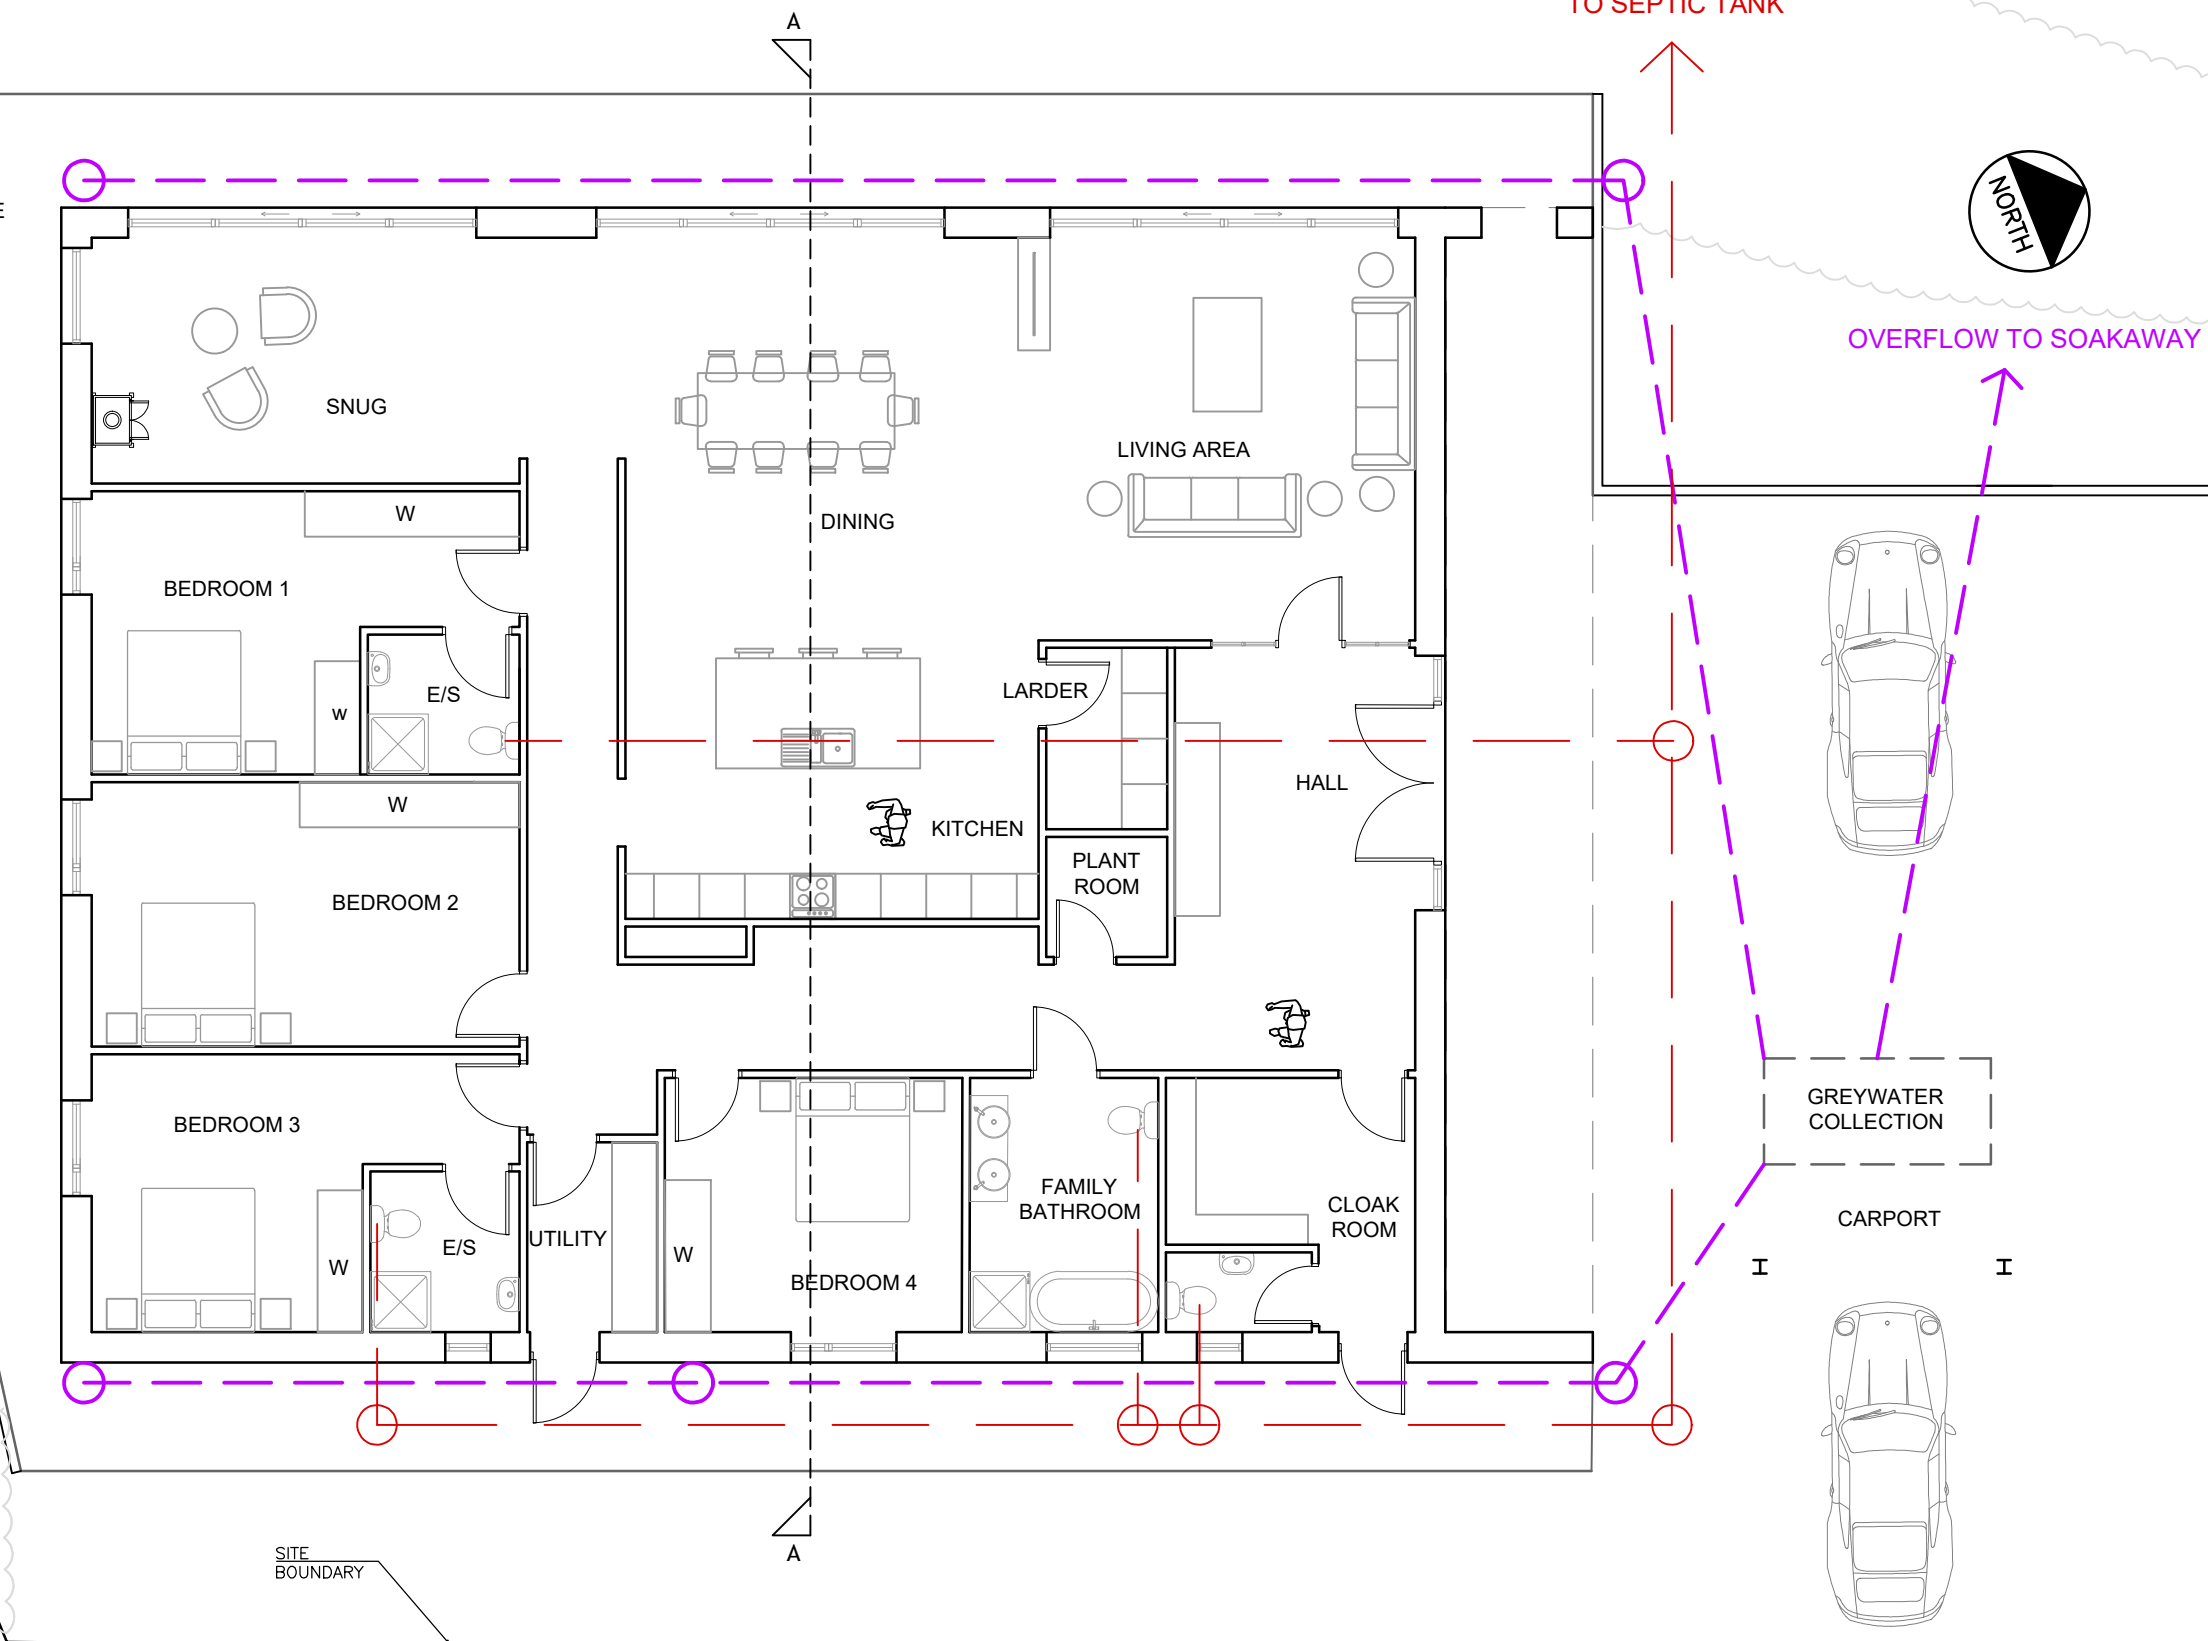 TO SEPTIC TANK
A
E
NORTH
OVERFLOW TO SOAKAWAY
SNUG
LIVING AREA
DINING
W
BEDROOM 1
E/S
w
LARDER
HALL
W
KITCHEN
PLANT
ROOM
BEDROOM 2
GREYWATER
COLLECTION
BEDROOM 3
FAMILY
BATHROOM
CLOAK
ROOM
CARPORT
UTILITY
E/S
W
W
BEDROOM 4
A
SITE
BOUNDARY